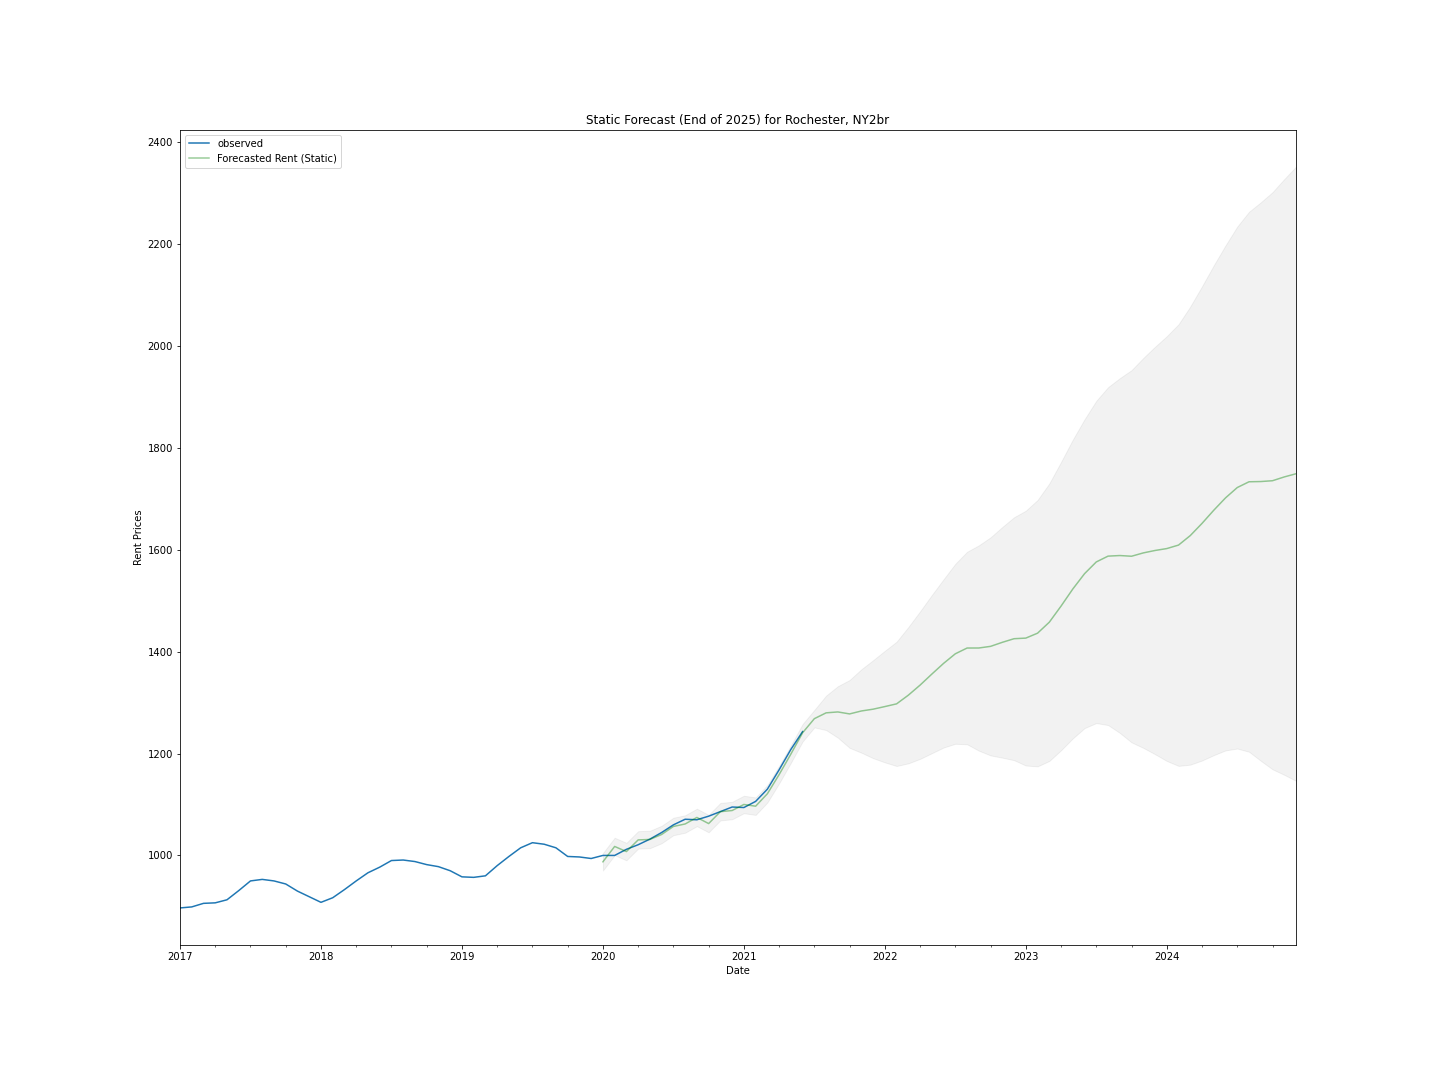 Static Forecast (End of 2025) for Rochester, NY2br
observed
Forecasted Rent (Static)
2400
2200
2000
1800
1600
1400
1200
1000
Rent Prices
2017 2018 2019 2020 2021 2022 2023 2024
Date